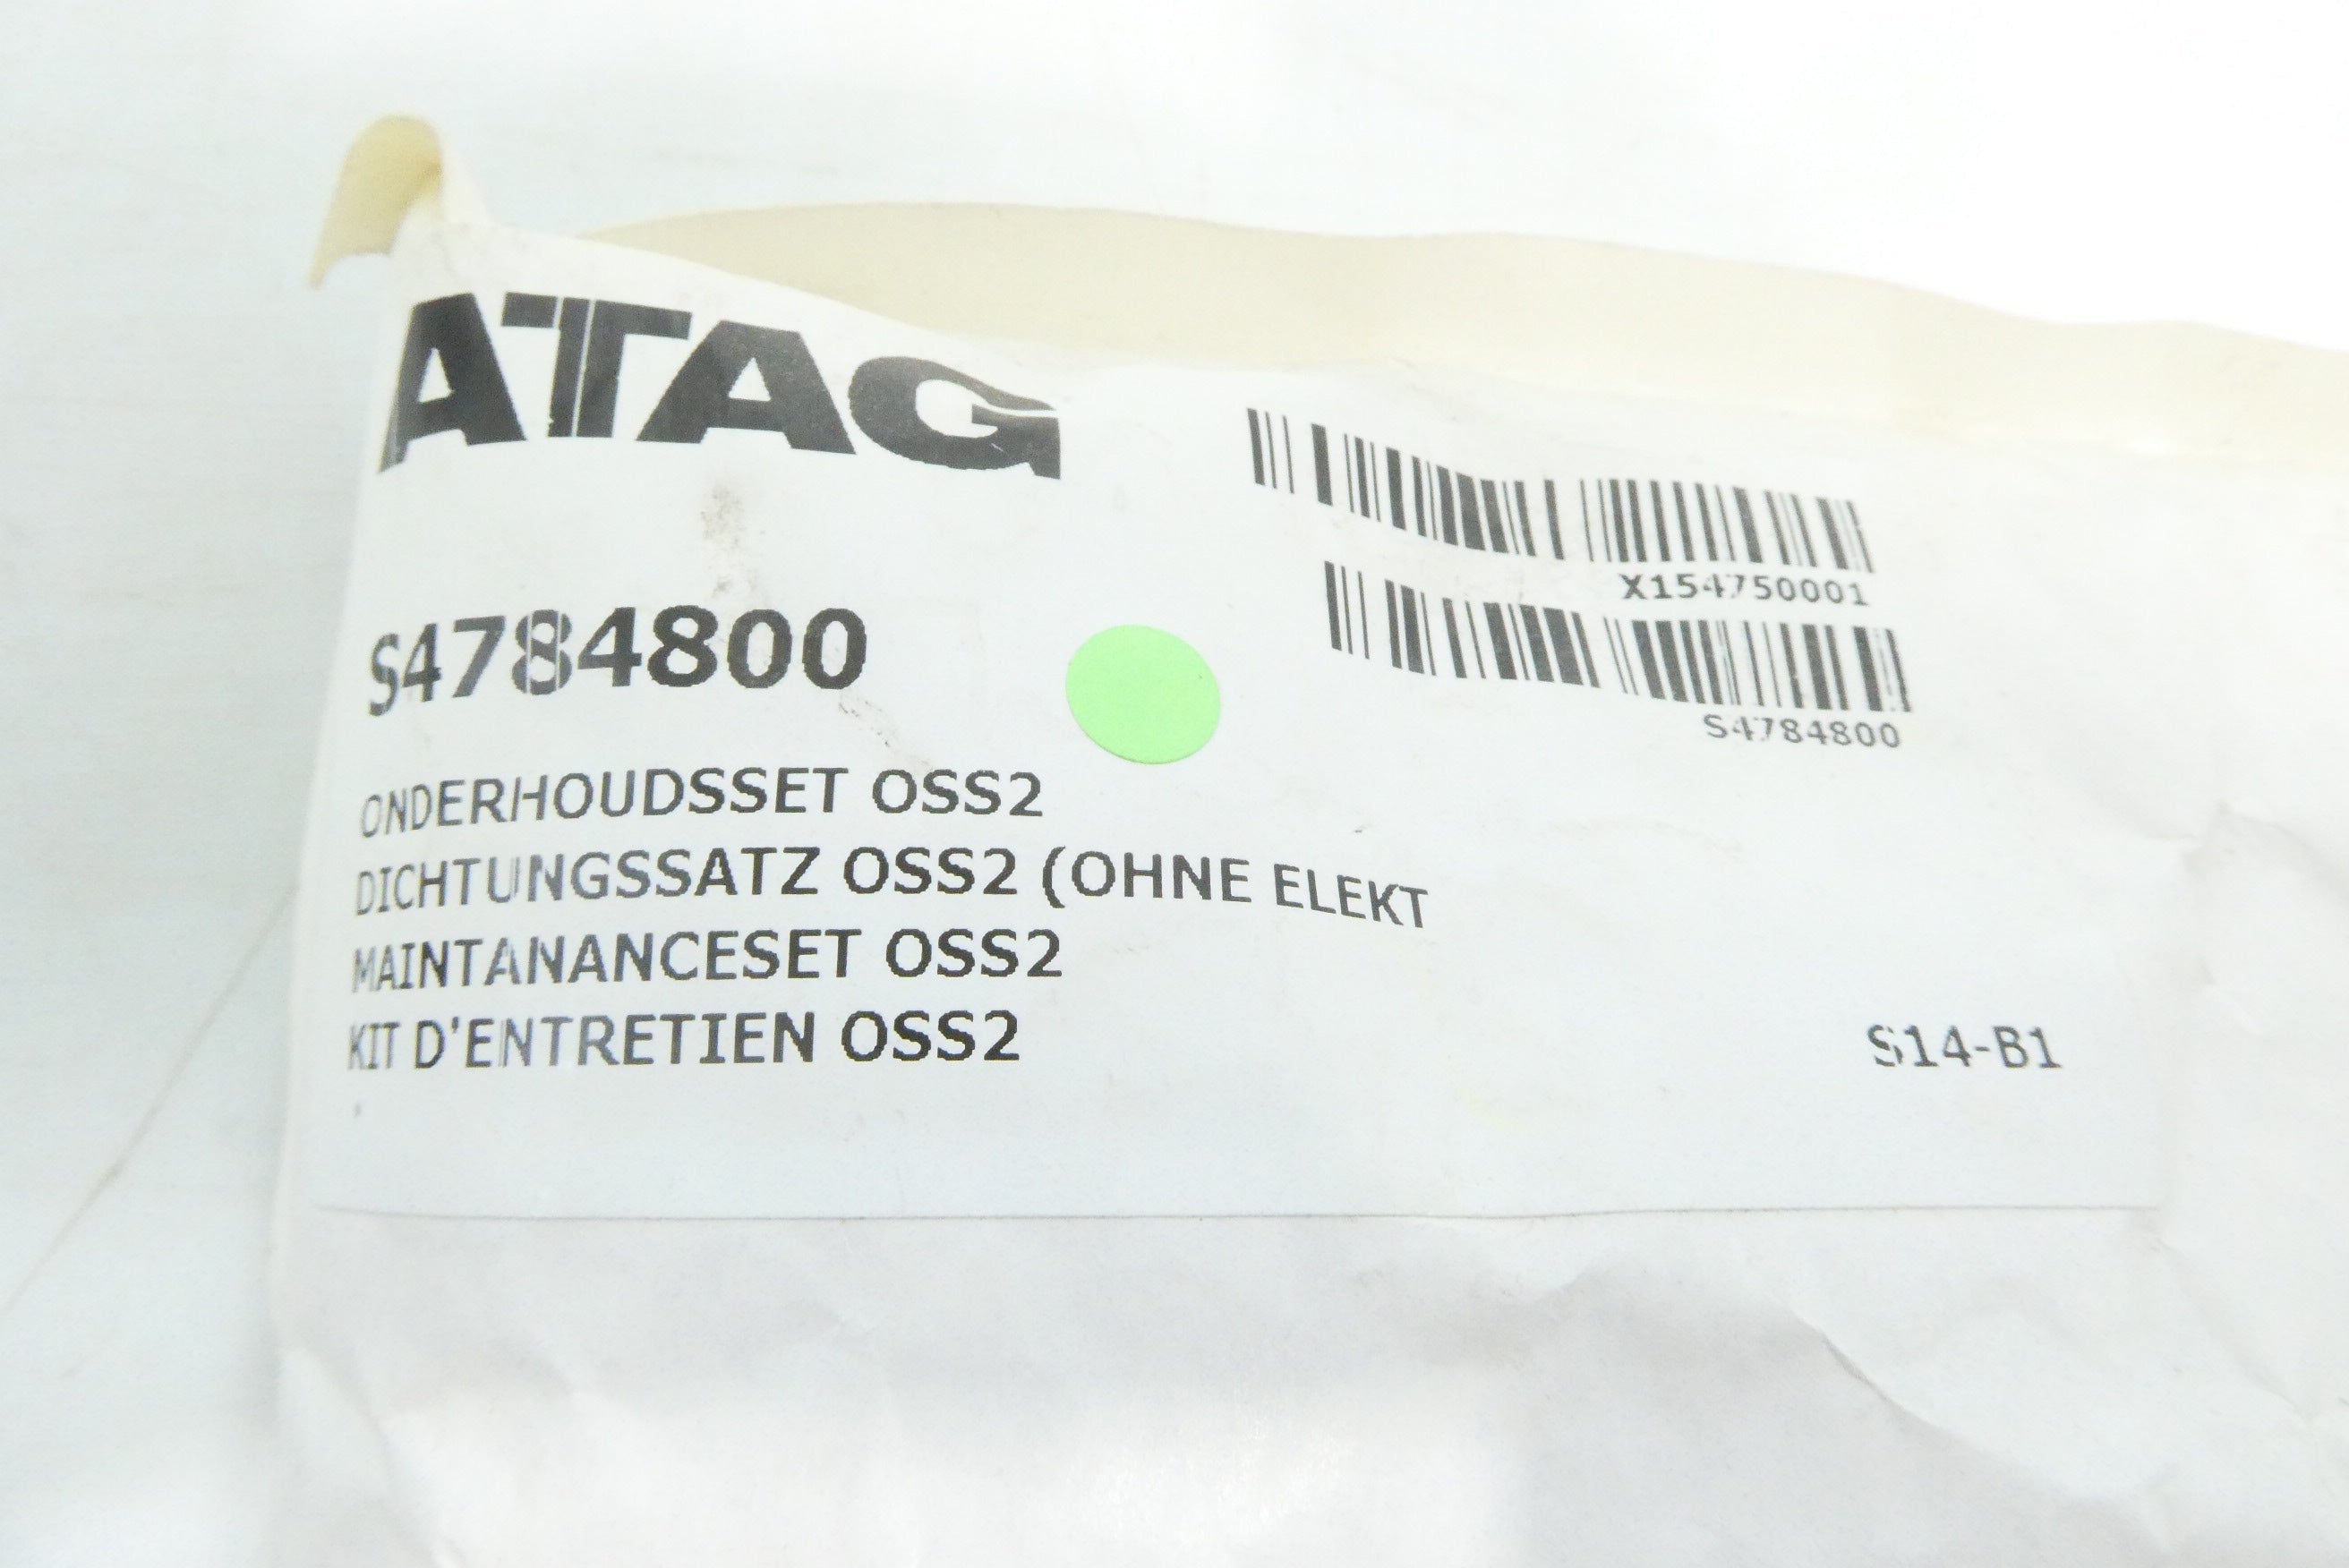 ATAG
X154750001
S4784800
S4784800
ONDERHOUDSSET OSS2
DICHTUNGSSATZ OSS2 (OHNE ELEKT
MAINTANANCESET OSS2
KIT D'ENTRETIEN OSS2
S14-B1